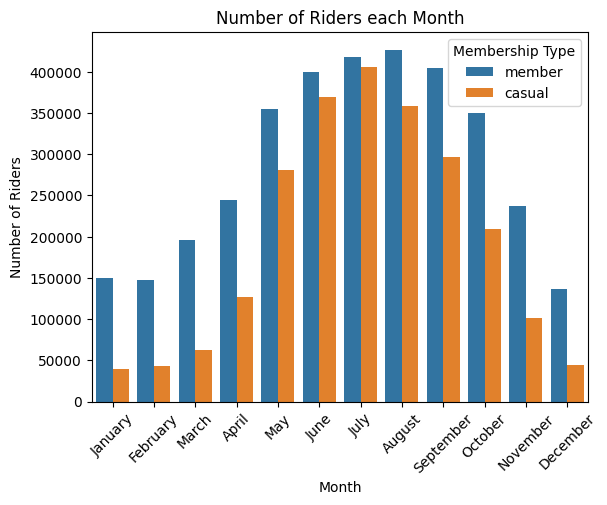 Number of Riders each Month
Membership Type
member
casual
Number of Riders
400000
350000
300000
250000
200000
150000
100000
50000
0
January
February
March
April
May
June
July
August
September
October
November
December
Month